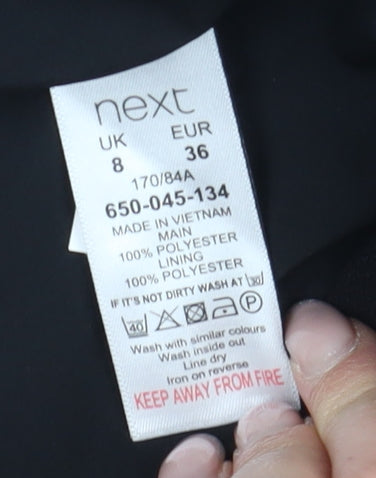 next
UK EUR
8 36
170/84A
650-045-134
MADE IN VIETNAM
MAIN
100% POLYESTER
LINING
100% POLYESTER
IF IT'S NOT DIRTY WASH AT 30
40 P
Wash with similar colours
Wash inside out
Line dry
Iron on reverse
KEEP AWAY FROM FIRE